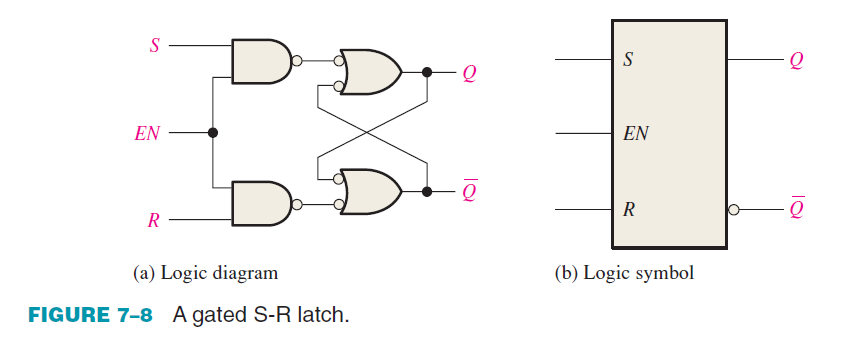 S
EN
R
Q
Q̅
(a) Logic diagram
S
EN
R
Q
Q̅
(b) Logic symbol
FIGURE 7–8 A gated S-R latch.